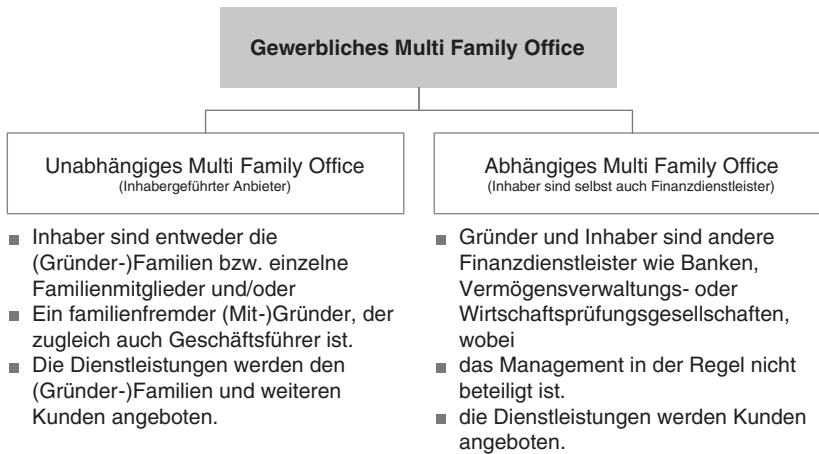 Gewerbliches Multi Family Office
Unabhängiges Multi Family Office
(Inhabergeführter Anbieter)
■ Inhaber sind entweder die
(Gründer-)Familien bzw. einzelne
Familienmitglieder und/oder
■ Ein familienfremder (Mit-)Gründer, der
zugleich auch Geschäftsführer ist.
■ Die Dienstleistungen werden den
(Gründer-)Familien und weiteren
Kunden angeboten.
Abhängiges Multi Family Office
(Inhaber sind selbst auch Finanzdienstleister)
■ Gründer und Inhaber sind andere
Finanzdienstleister wie Banken,
Vermögensverwaltungs- oder
Wirtschaftsprüfungsgesellschaften,
wobei
■ das Management in der Regel nicht
beteiligt ist.
■ die Dienstleistungen werden Kunden
angeboten.